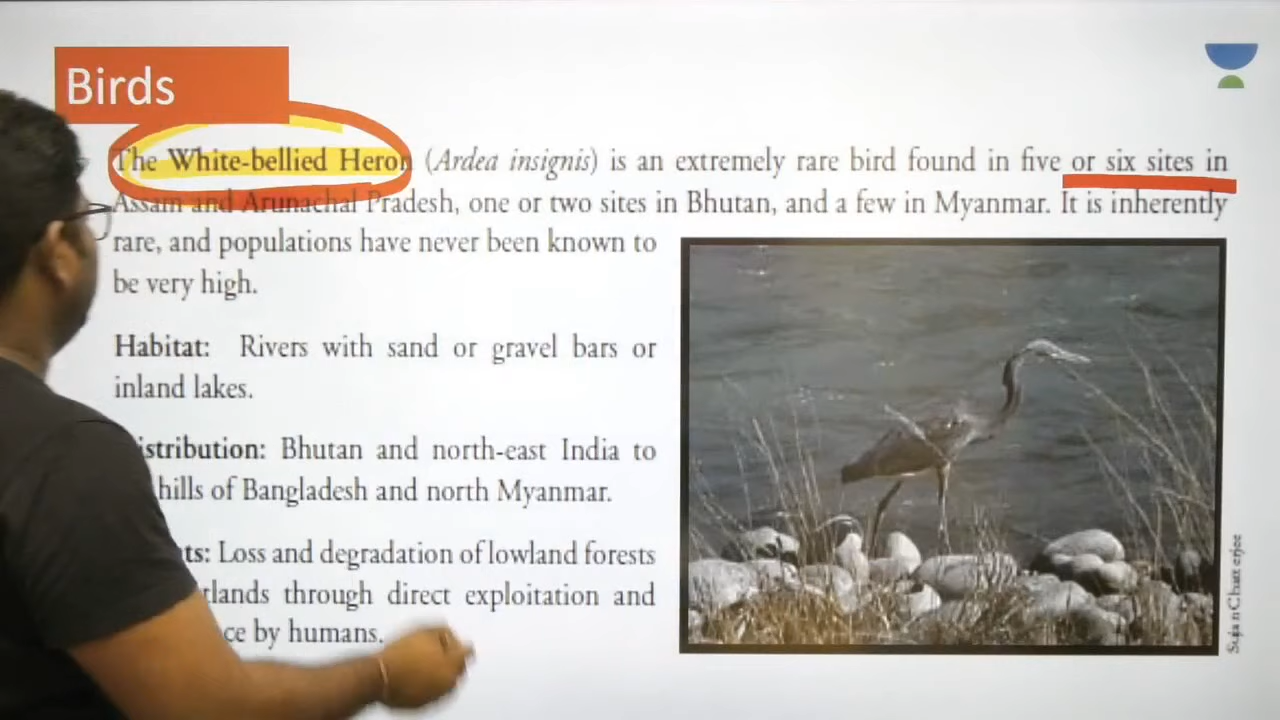 Birds
The White-bellied Heron (Ardea insignis) is an extremely rare bird found in five or six sites in
Assam and Arunachal Pradesh, one or two sites in Bhutan, and a few in Myanmar. It is inherently
rare, and populations have never been known to
be very high.
Habitat: Rivers with sand or gravel bars or
inland lakes.
istribution: Bhutan and north-east India to
hills of Bangladesh and north Myanmar.
ts: Loss and degradation of lowland forests
tlands through direct exploitation and
ce by humans.